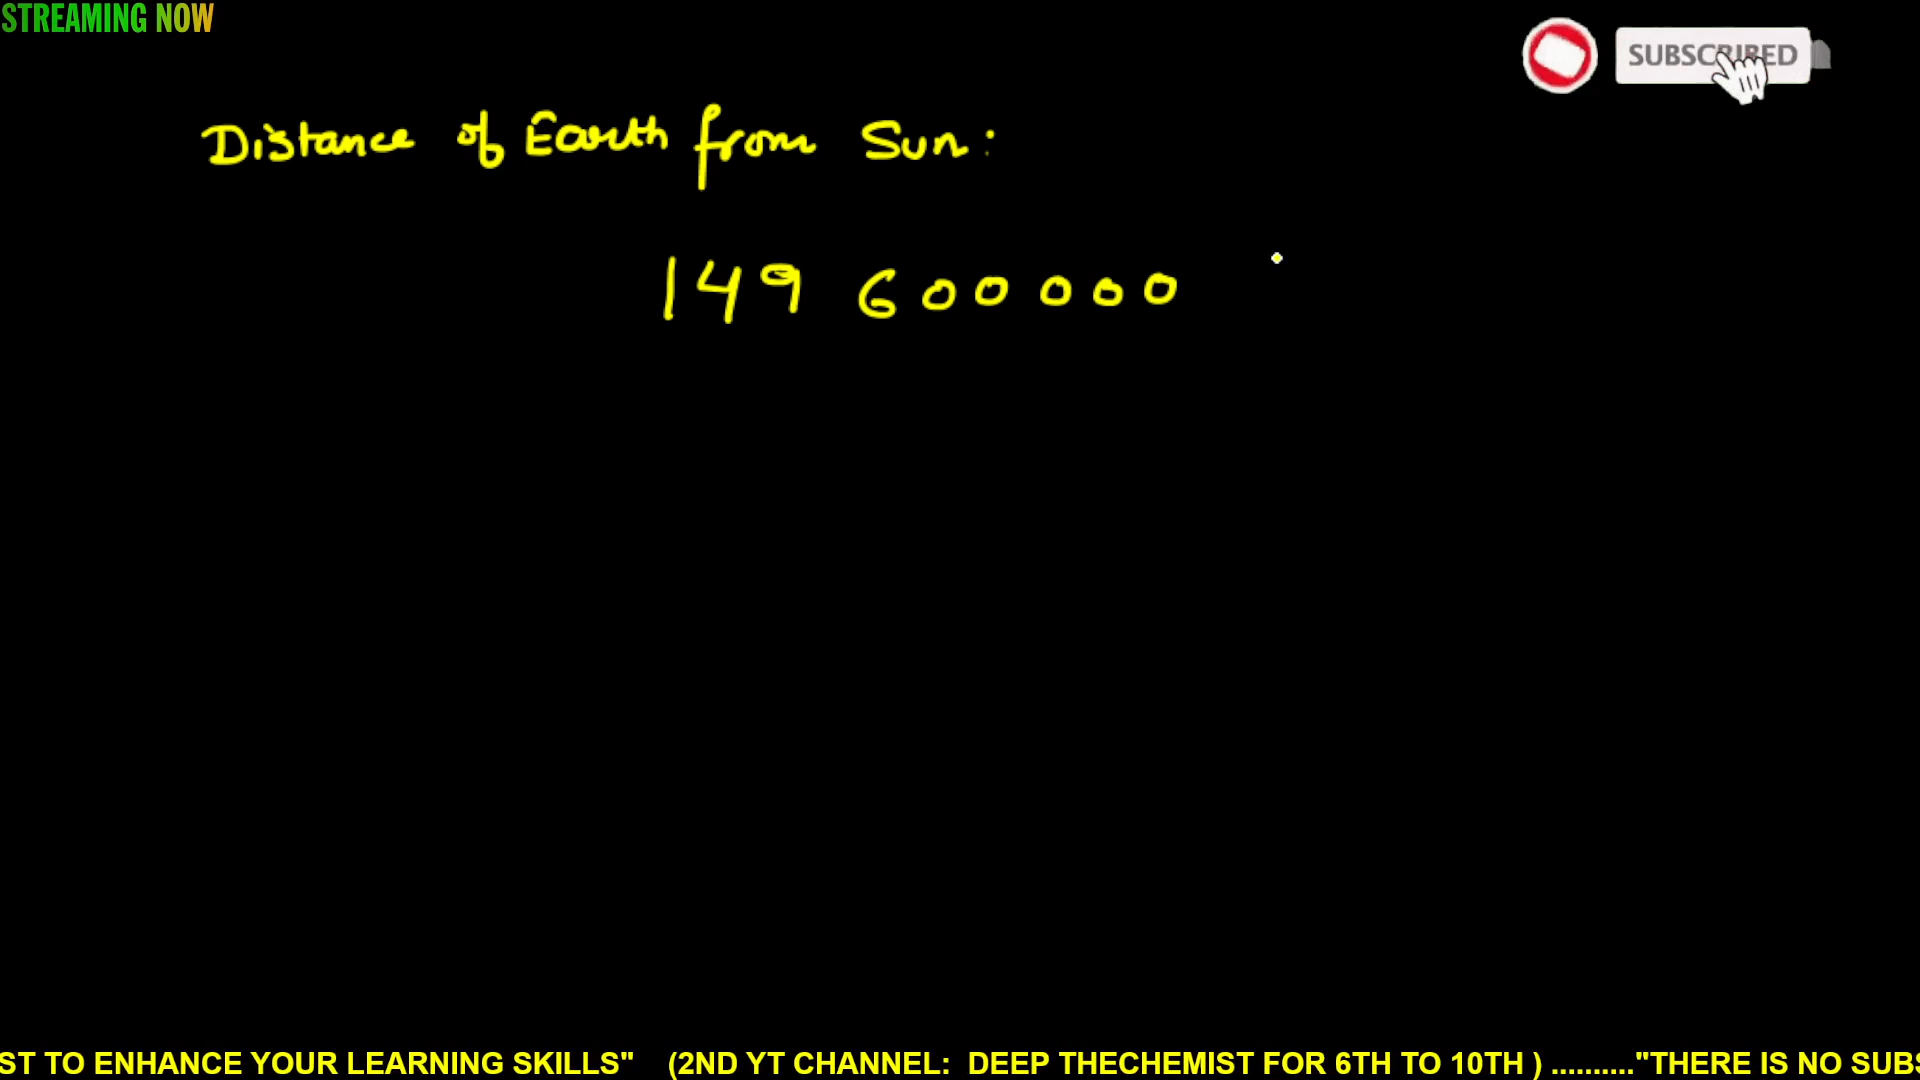 STREAMING NOW
SUBSCRIBED
Distance of Earth from Sun:
149 600000
ST TO ENHANCE YOUR LEARNING SKILLS" (2ND YT CHANNEL: DEEP THECHEMIST FOR 6TH TO 10TH ) .........."THERE IS NO SUBS